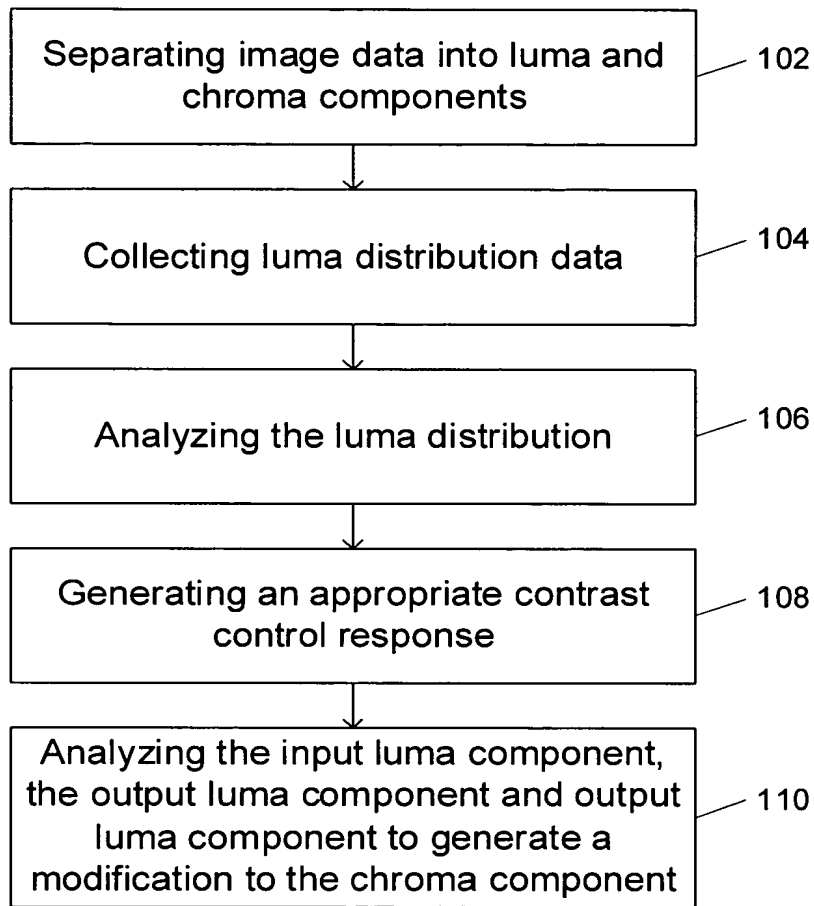 Separating image data into luma and
chroma components
102
Collecting luma distribution data
104
Analyzing the luma distribution
106
Generating an appropriate contrast
control response
108
Analyzing the input luma component,
the output luma component and output
luma component to generate a
modification to the chroma component
110